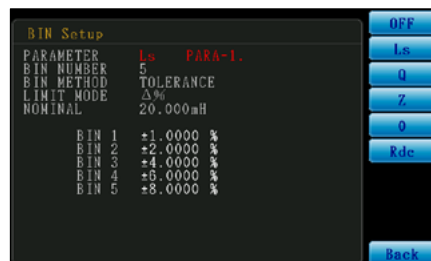 BIN Setup
PARAMETER Ls PARA-1.
BIN NUMBER 5
BIN METHOD TOLERANCE
LIMIT MODE Δ%
NOMINAL 20.000mH
BIN 1 ±1.0000 %
BIN 2 ±2.0000 %
BIN 3 ±4.0000 %
BIN 4 ±6.0000 %
BIN 5 ±8.0000 %
OFF
Ls
Q
Z
θ
Rdc
Back